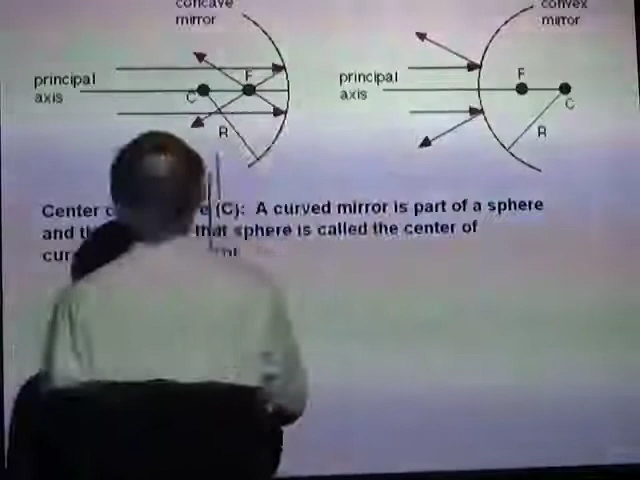 concave
mirror
principal
axis
C
F
R
convex
mirror
principal
axis
F
C
R
Center (C): A curved mirror is part of a sphere
and that sphere is called the center of